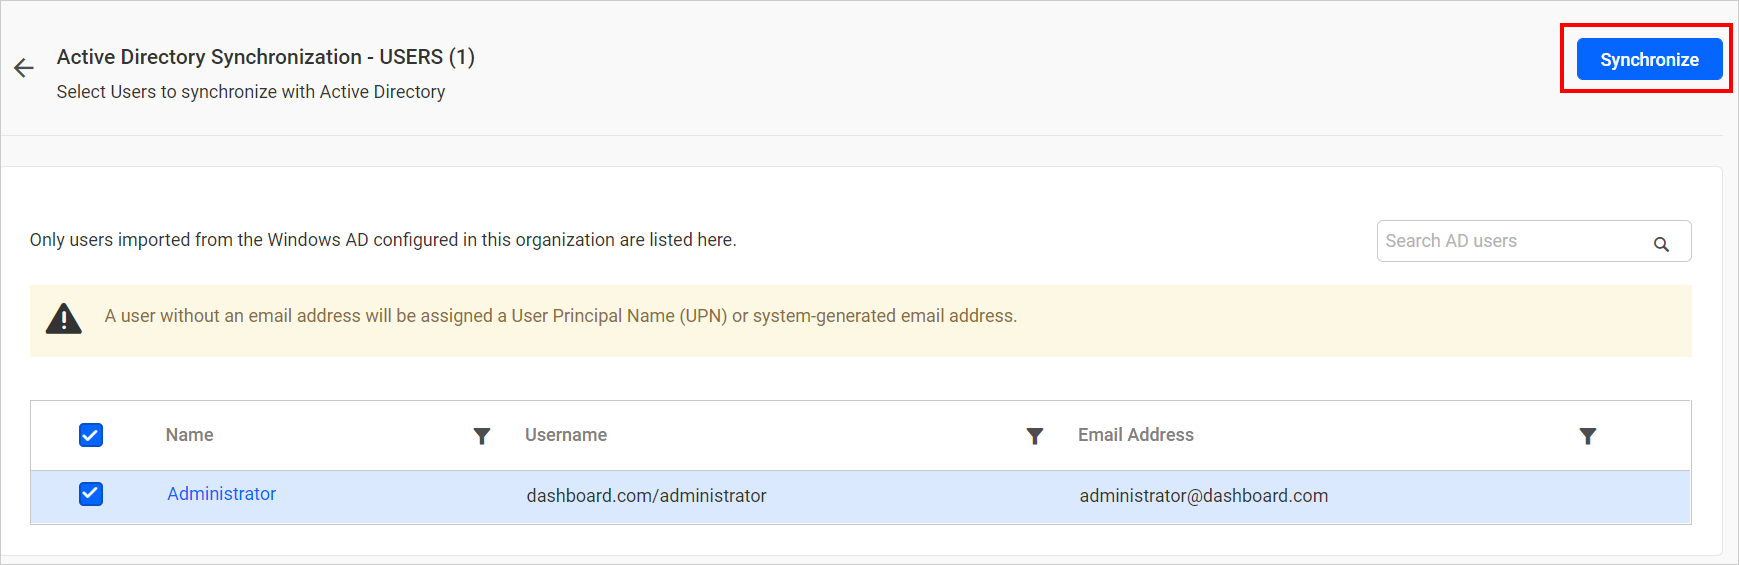 Active Directory Synchronization - USERS (1)
Synchronize
Select Users to synchronize with Active Directory
Only users imported from the Windows AD configured in this organization are listed here.
Search AD users
A user without an email address will be assigned a User Principal Name (UPN) or system-generated email address.
Name Username Email Address
Administrator dashboard.com/administrator administrator@dashboard.com